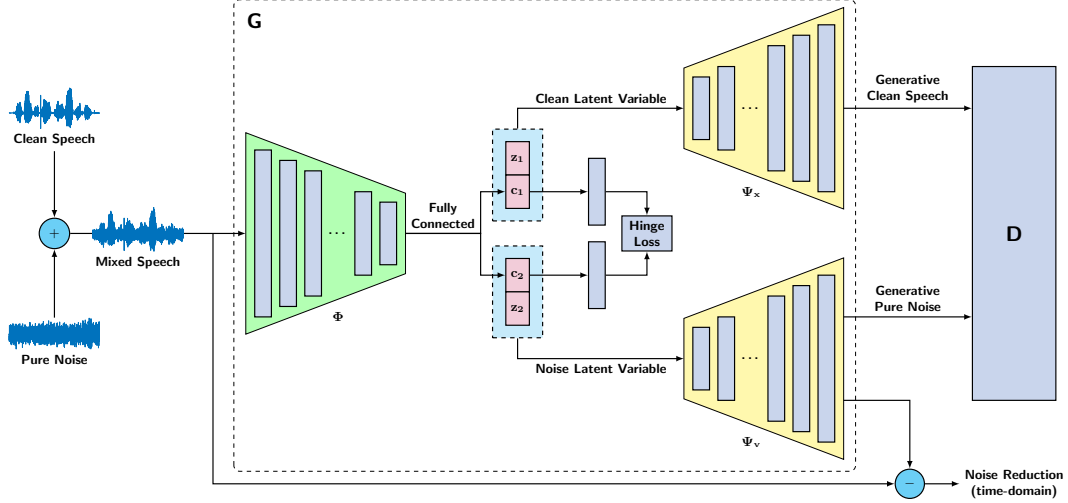 G
Clean Speech
+
Mixed Speech
Pure Noise
Φ
Fully
Connected
Clean Latent Variable
z₁
c₁
c₂
z₂
Noise Latent Variable
Hinge
Loss
Ψₓ
Ψᵥ
Generative
Clean Speech
Generative
Pure Noise
D
−
Noise Reduction
(time-domain)